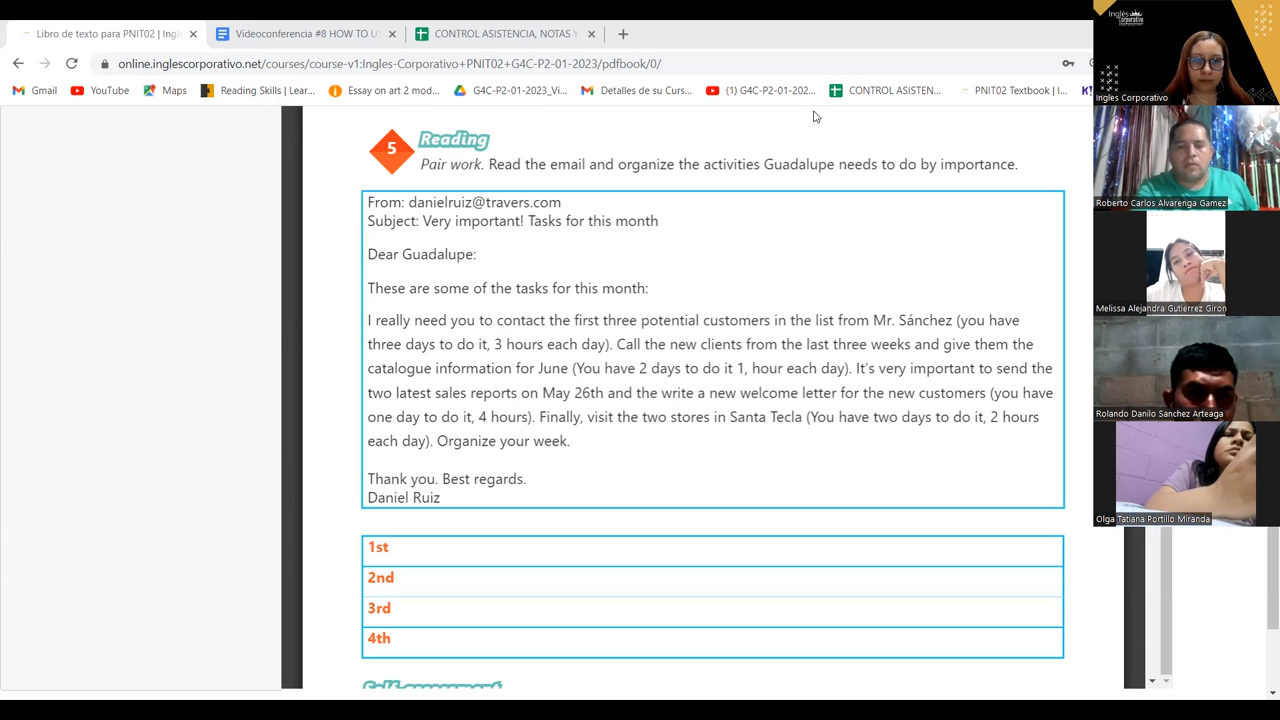 Libro de texto para PNIT02 | Ingl
Videoconferencia #8 HOW TO U
CONTROL ASISTENCIA, NOTAS Y
online.inglescorporativo.net/courses/course-v1:Ingles-Corporativo+PNIT02+G4C-P2-01-2023/pdfbook/0/
Gmail
YouTube
Maps
Reading Skills | Lear...
Essay on art 2 mod...
G4C-P2-01-2023_Vi...
Detalles de su Curs...
(1) G4C-P2-01-202...
CONTROL ASISTEN...
PNIT02 Textbook | I...
Inglés
Corporativo
Ingles Corporativo
Roberto Carlos Alvarenga Gamez
Melissa Alejandra Gutiérrez Giron
Rolando Danilo Sanchez Arteaga
Olga Tatiana Portillo Miranda
5
Reading
Pair work. Read the email and organize the activities Guadalupe needs to do by importance.
From: danielruiz@travers.com
Subject: Very important! Tasks for this month
Dear Guadalupe:
These are some of the tasks for this month:
I really need you to contact the first three potential customers in the list from Mr. Sánchez (you have
three days to do it, 3 hours each day). Call the new clients from the last three weeks and give them the
catalogue information for June (You have 2 days to do it 1, hour each day). It's very important to send the
two latest sales reports on May 26th and the write a new welcome letter for the new customers (you have
one day to do it, 4 hours). Finally, visit the two stores in Santa Tecla (You have two days to do it, 2 hours
each day). Organize your week.
Thank you. Best regards.
Daniel Ruiz
1st
2nd
3rd
4th
Self-assessment